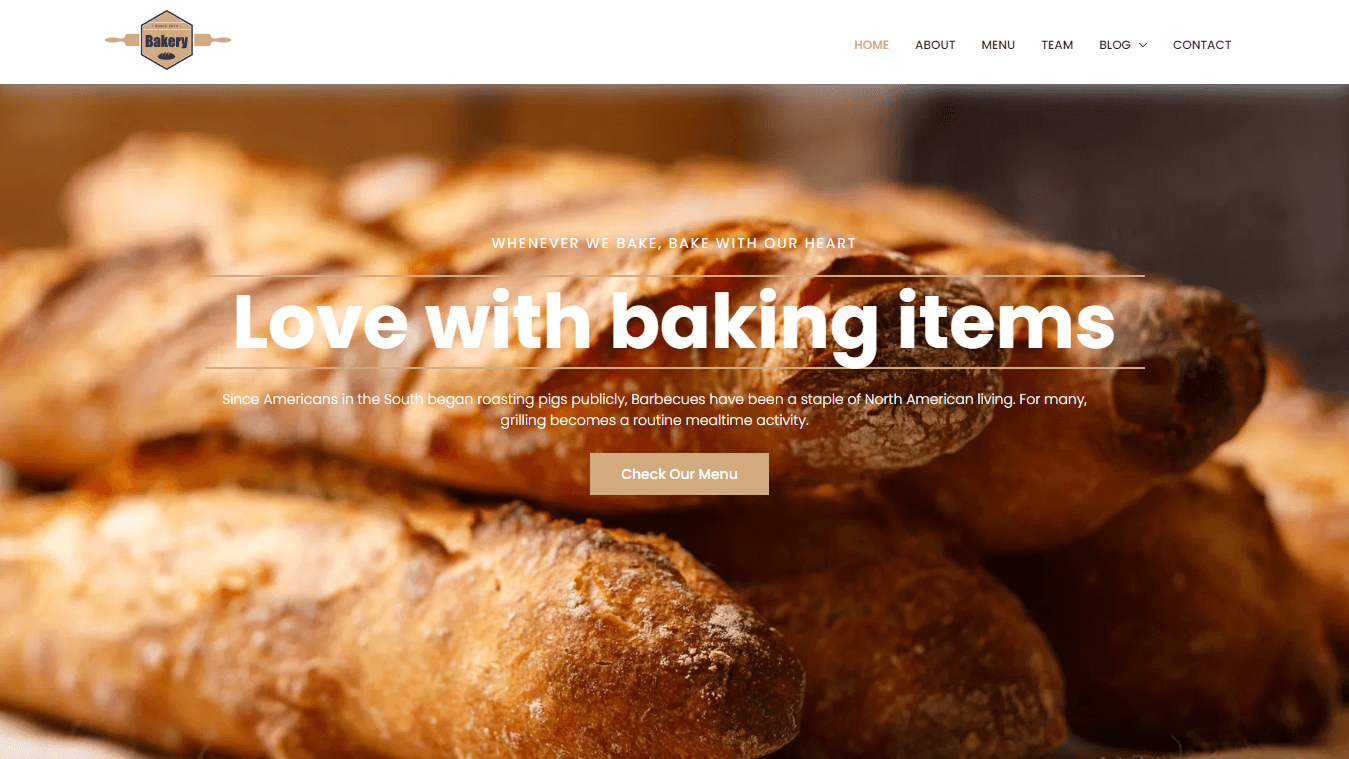 Bakery
HOME ABOUT MENU TEAM BLOG CONTACT
WHENEVER WE BAKE, BAKE WITH OUR HEART
Love with baking items
Since Americans in the South began roasting pigs publicly, Barbecues have been a staple of North American living. For many,
grilling becomes a routine mealtime activity.
Check Our Menu